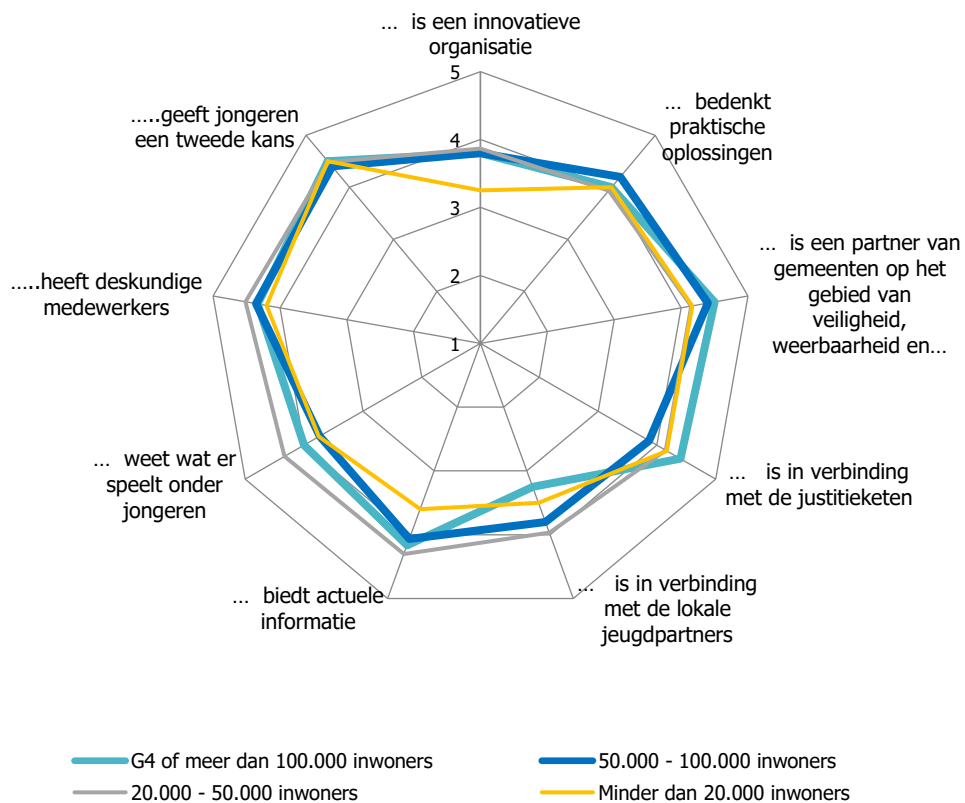 … is een innovatieve
organisatie
… bedenkt
praktische
oplossingen
… is een partner van
gemeenten op het
gebied van
veiligheid,
weerbaarheid en…
… is in verbinding
met de justitieketen
… is in verbinding
met de lokale
jeugdpartners
… biedt actuele
informatie
… weet wat er
speelt onder
jongeren
…..heeft deskundige
medewerkers
…..geeft jongeren
een tweede kans
5
4
3
2
1
G4 of meer dan 100.000 inwoners
50.000 - 100.000 inwoners
20.000 - 50.000 inwoners
Minder dan 20.000 inwoners